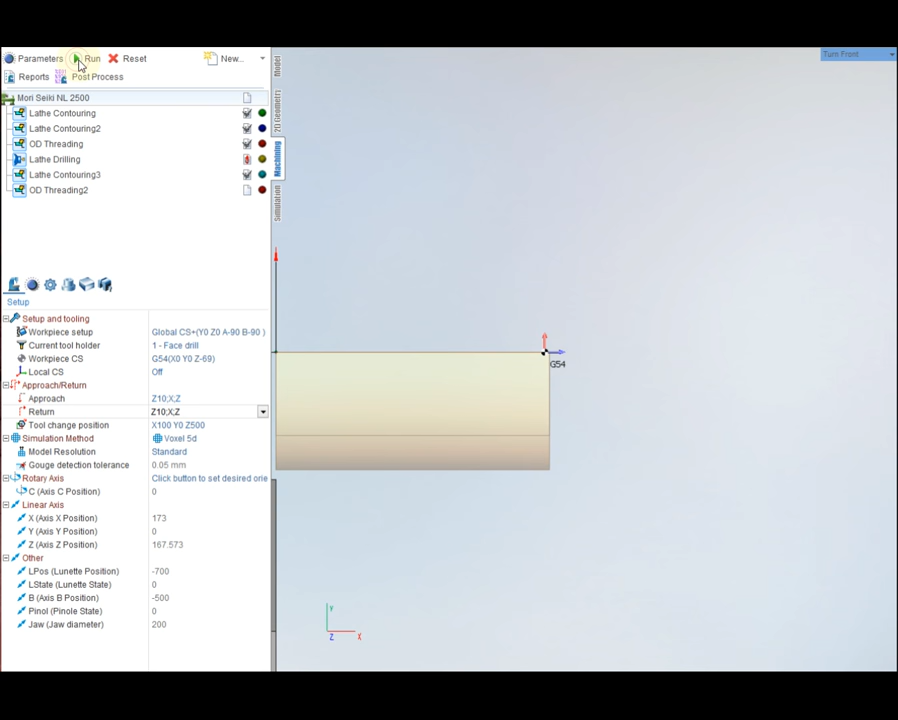 Parameters Run Reset New...
Reports Post Process
Mori Seiki NL 2500
Lathe Contouring
Lathe Contouring2
OD Threading
Lathe Drilling
Lathe Contouring3
OD Threading2
Setup
Setup and tooling
Workpiece setup Global CS+(Y0 Z0 A-90 B-90 )
Current tool holder 1 - Face drill
Workpiece CS G54(X0 Y0 Z-69)
Local CS Off
Approach/Return
Approach Z10;X;Z
Return Z10;X;Z
Tool change position X100 Y0 Z500
Simulation Method Voxel 5d
Model Resolution Standard
Gouge detection tolerance 0.05 mm
Rotary Axis Click button to set desired orie
C (Axis C Position) 0
Linear Axis
X (Axis X Position) 173
Y (Axis Y Position) 0
Z (Axis Z Position) 167.573
Other
LPos (Lunette Position) -700
LState (Lunette State) 0
B (Axis B Position) -500
Pinol (Pinole State) 0
Jaw (Jaw diameter) 200
Model
2D Geometry
Machining
Simulation
Turn Front
G54
Y
Z X